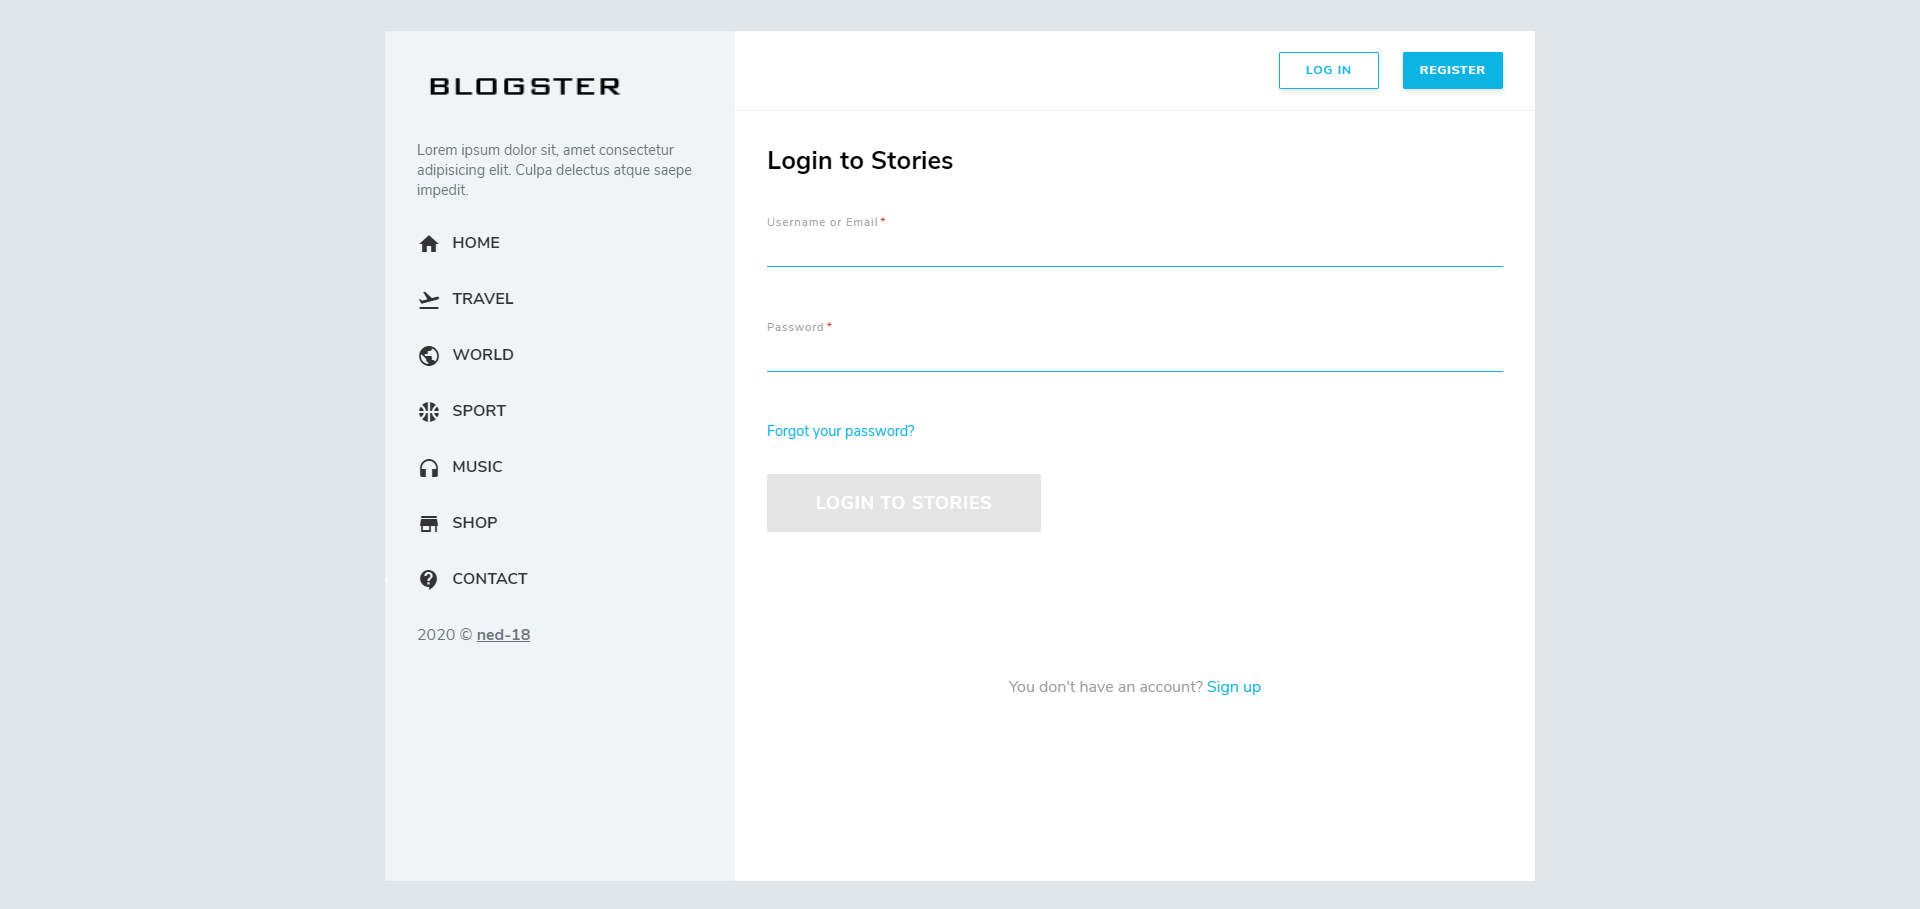 BLOGSTER
Lorem ipsum dolor sit, amet consectetur
adipisicing elit. Culpa delectus atque saepe
impedit.
HOME
TRAVEL
WORLD
SPORT
MUSIC
SHOP
CONTACT
2020 © ned-18
LOG IN
REGISTER
Login to Stories
Username or Email *
Password *
Forgot your password?
LOGIN TO STORIES
You don't have an account? Sign up